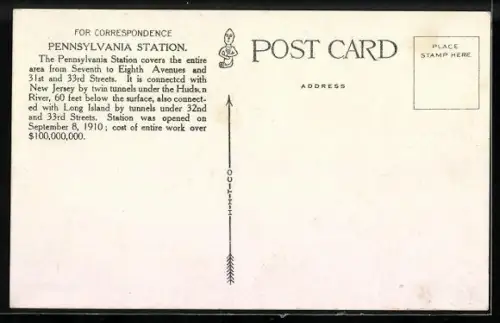 FOR CORRESPONDENCE
PENNSYLVANIA STATION.
The Pennsylvania Station covers the entire
area from Seventh to Eighth Avenues and
31st and 33rd Streets. It is connected with
New Jersey by twin tunnels under the Huds n
River, 60 feet below the surface, also connect-
ed with Long Island by tunnels under 32nd
and 33rd Streets. Station was opened on
September 8, 1910; cost of entire work over
$100,000,000.
POST CARD
ADDRESS
PLACE
STAMP HERE